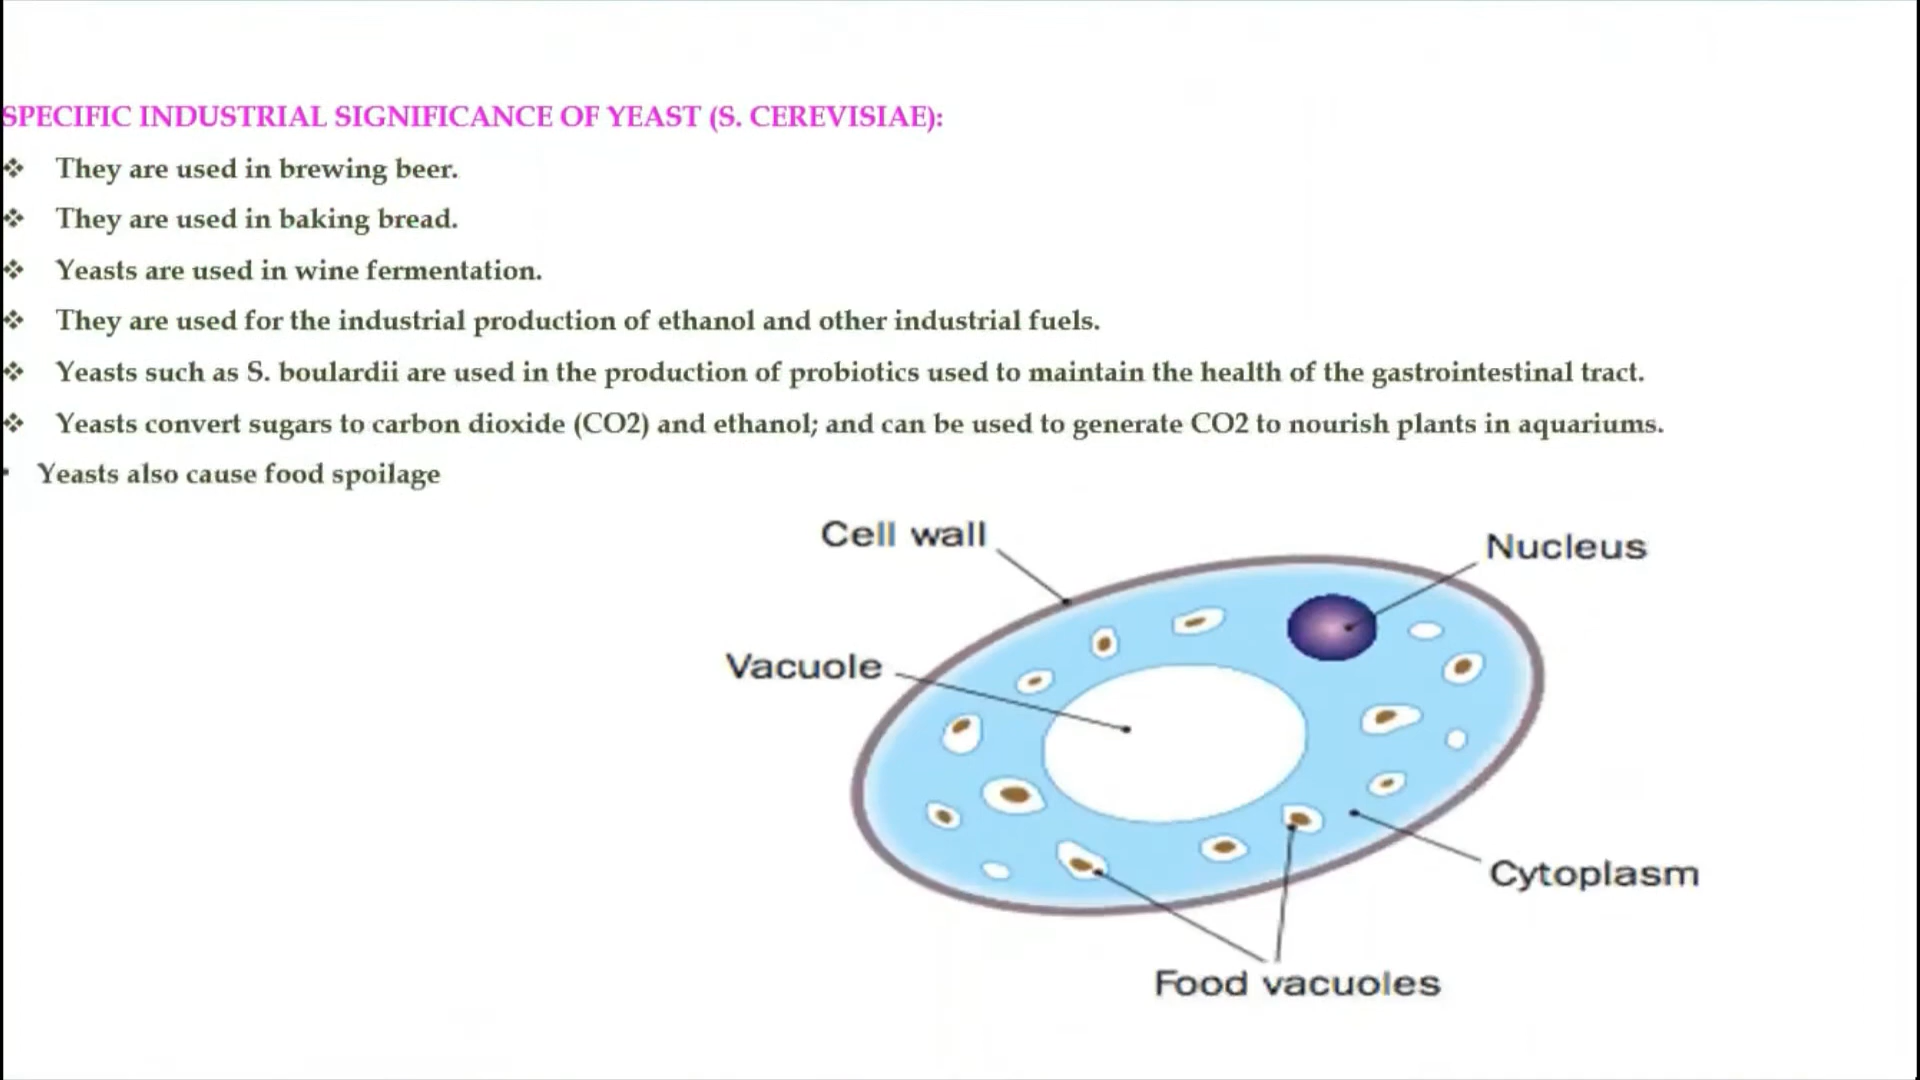 SPECIFIC INDUSTRIAL SIGNIFICANCE OF YEAST (S. CEREVISIAE):
❖ They are used in brewing beer.
❖ They are used in baking bread.
❖ Yeasts are used in wine fermentation.
❖ They are used for the industrial production of ethanol and other industrial fuels.
❖ Yeasts such as S. boulardii are used in the production of probiotics used to maintain the health of the gastrointestinal tract.
❖ Yeasts convert sugars to carbon dioxide (CO2) and ethanol; and can be used to generate CO2 to nourish plants in aquariums.
• Yeasts also cause food spoilage
Cell wall
Nucleus
Vacuole
Cytoplasm
Food vacuoles